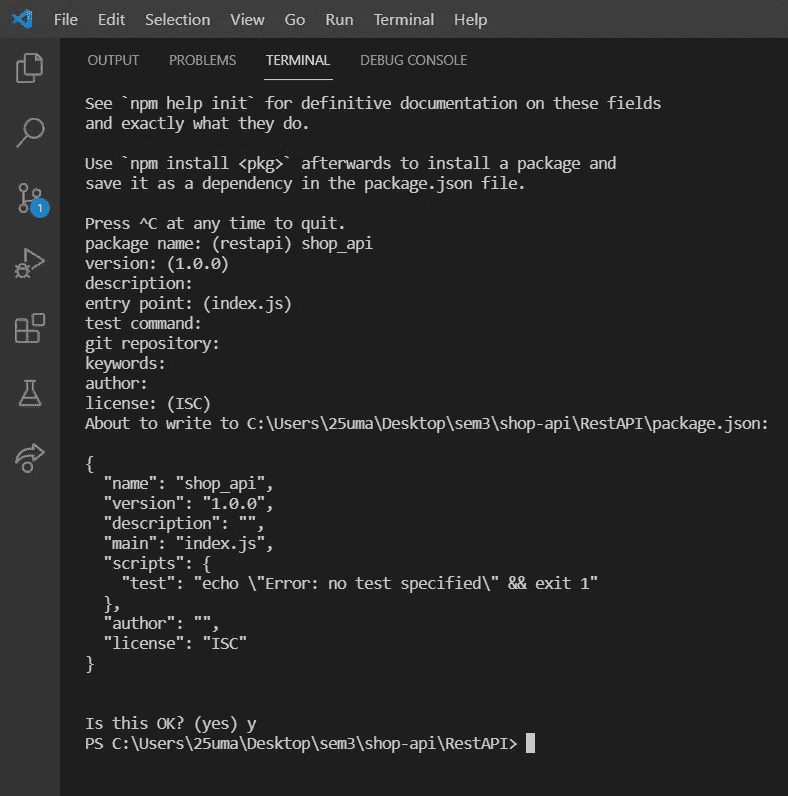 File Edit Selection View Go Run Terminal Help
OUTPUT PROBLEMS TERMINAL DEBUG CONSOLE
See `npm help init` for definitive documentation on these fields
and exactly what they do.
Use `npm install <pkg>` afterwards to install a package and
save it as a dependency in the package.json file.
Press ^C at any time to quit.
package name: (restapi) shop_api
version: (1.0.0)
description:
entry point: (index.js)
test command:
git repository:
keywords:
author:
license: (ISC)
About to write to C:\Users\25uma\Desktop\sem3\shop-api\RestAPI\package.json:
{
  "name": "shop_api",
  "version": "1.0.0",
  "description": "",
  "main": "index.js",
  "scripts": {
    "test": "echo \"Error: no test specified\" && exit 1"
  },
  "author": "",
  "license": "ISC"
}
Is this OK? (yes) y
PS C:\Users\25uma\Desktop\sem3\shop-api\RestAPI>
1